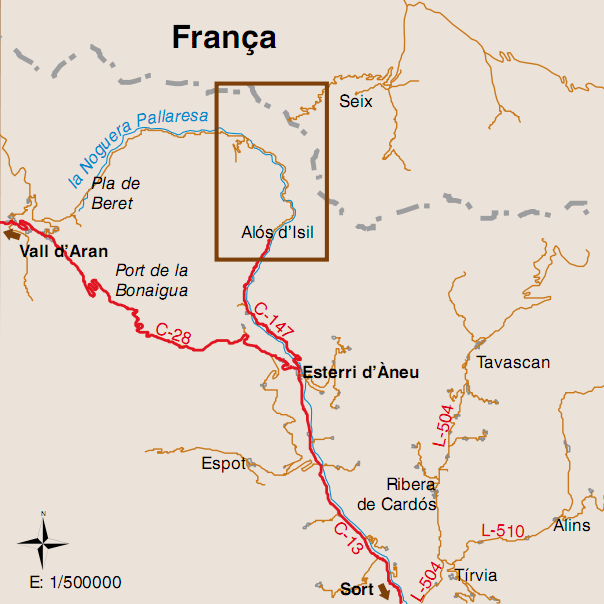 França
Seix
la Noguera Pallaresa
Pla de
Beret
Alós d'Isil
Vall d'Aran
Port de la
Bonaigua
C-147
C-28
Esterri d'Àneu
Tavascan
L-504
Espot
Ribera
de Cardós
L-510
Alins
C-13
N
E: 1/500000
Sort
L-504
Tírvia